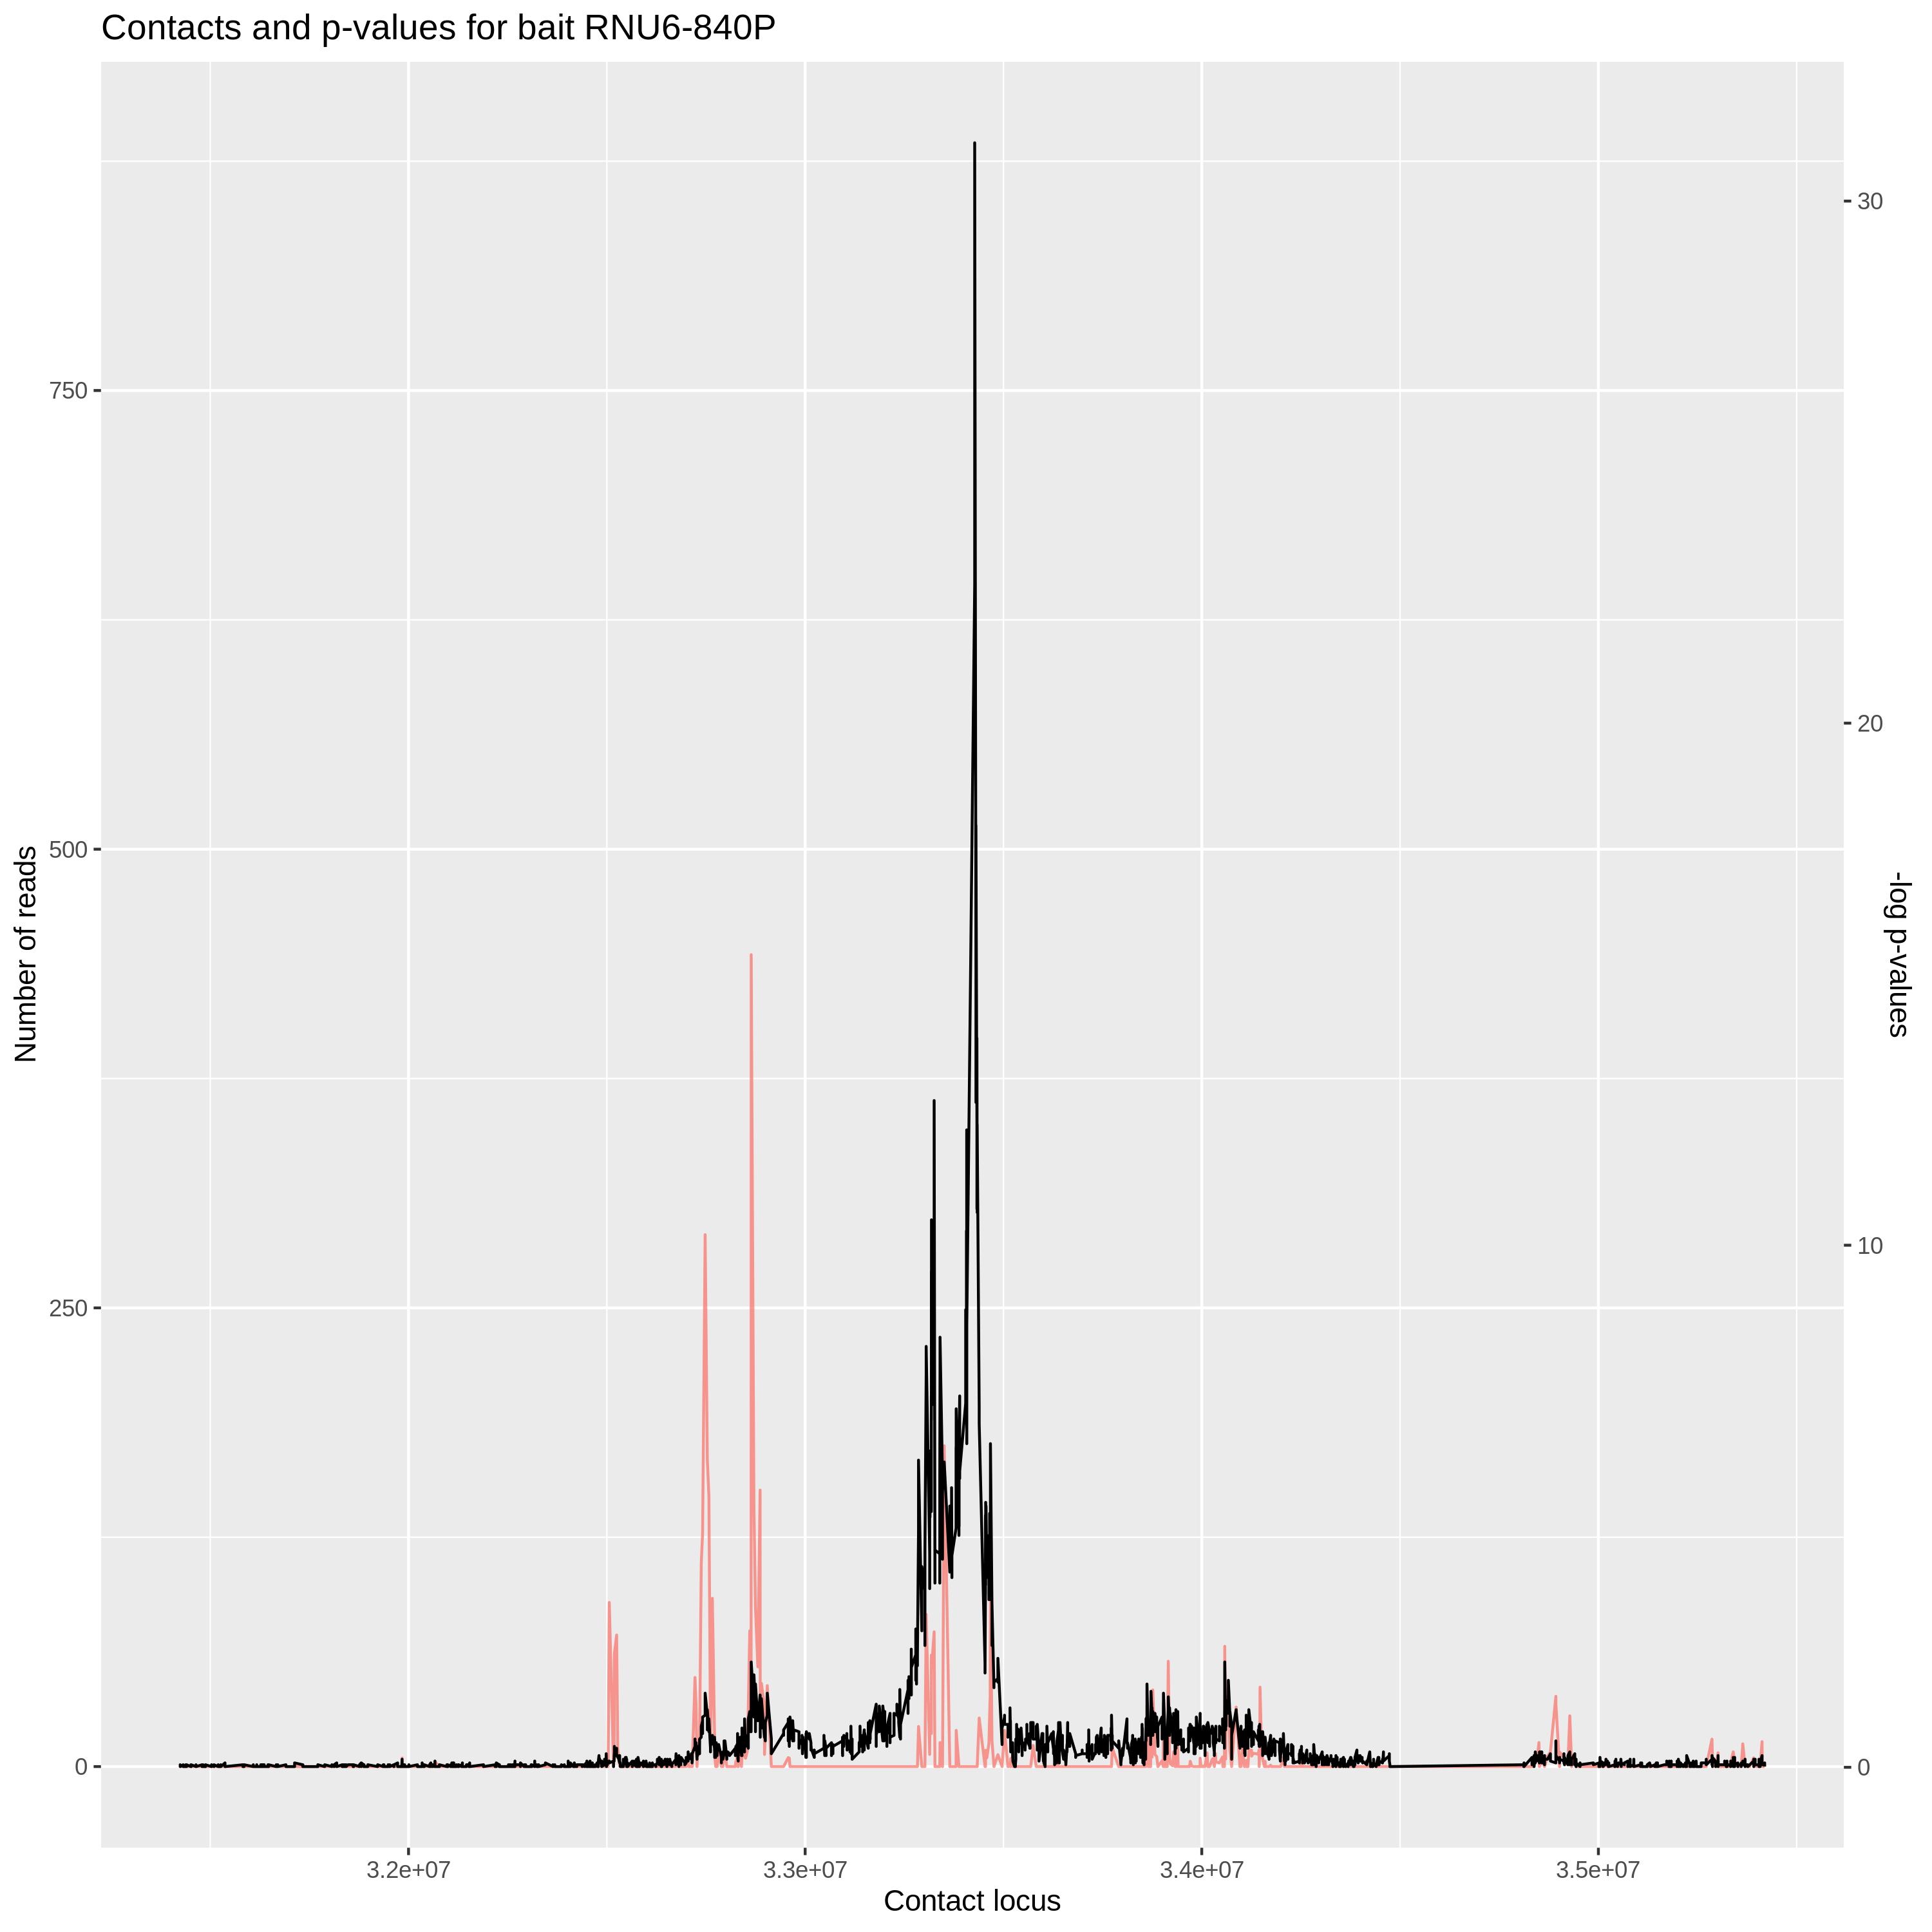 Contacts and p-values for bait RNU6-840P
750
500
250
0
Number of reads
30
20
10
0
-log p-values
3.2e+07 3.3e+07 3.4e+07 3.5e+07
Contact locus